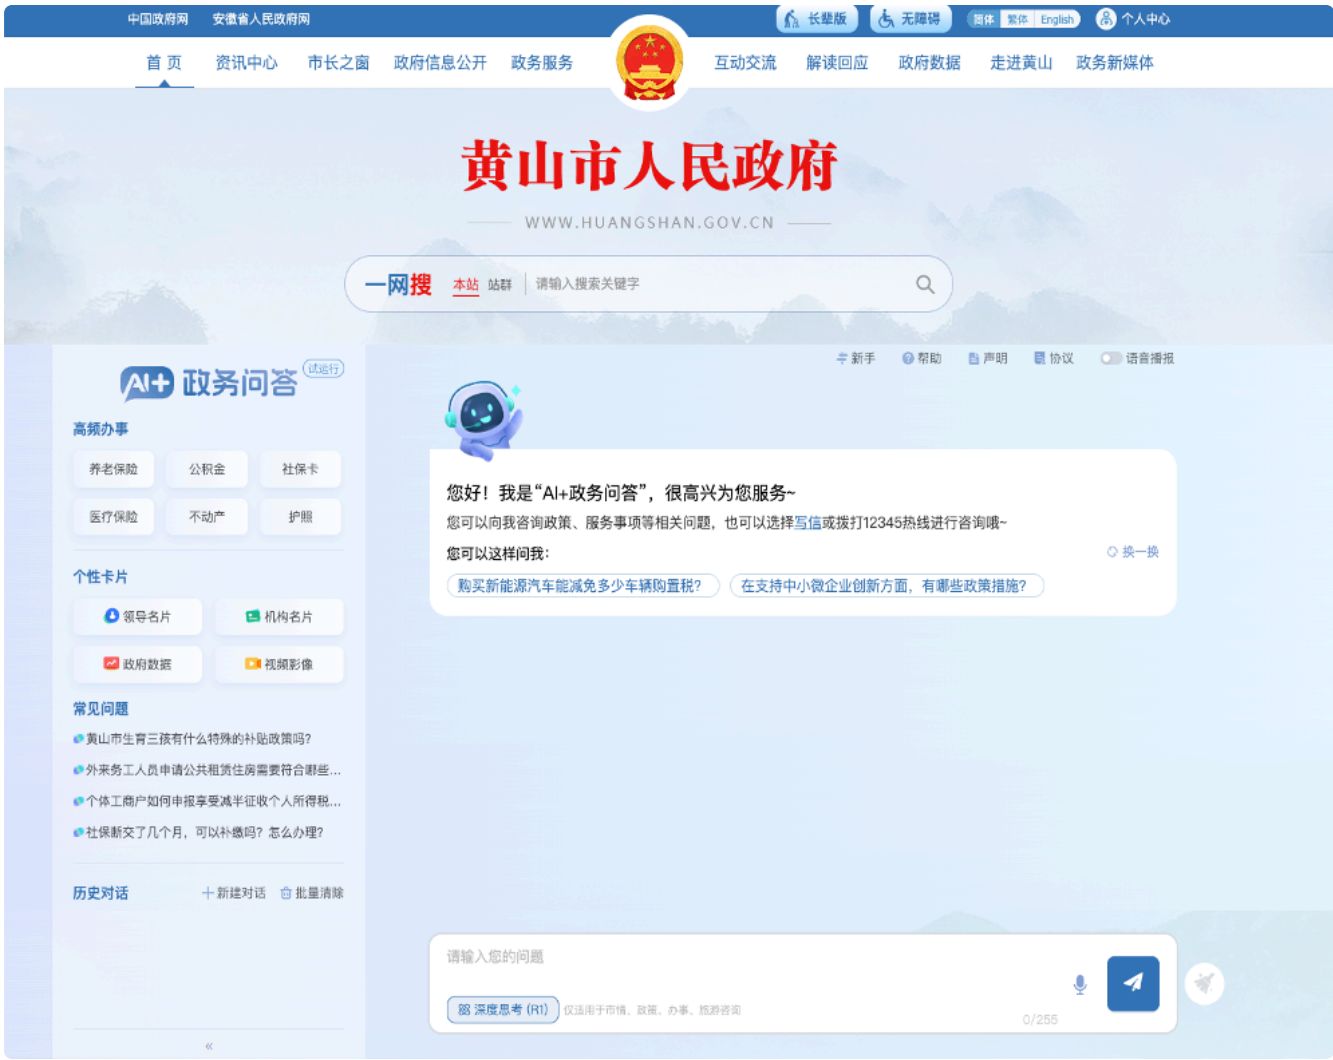 中国政府网 安徽省人民政府网 长辈版 无障碍 简体 繁体 English 个人中心
首页 资讯中心 市长之窗 政府信息公开 政务服务 互动交流 解读回应 政府数据 走进黄山 政务新媒体
黄山市人民政府
WWW.HUANGSHAN.GOV.CN
一网搜 本站 站群 请输入搜索关键字
AI+政务问答 试运行
高频办事
养老保险 公积金 社保卡
医疗保险 不动产 护照
个性卡片
领导名片 机构名片
政府数据 视频影像
常见问题
黄山市生育三孩有什么特殊的补贴政策吗?
外来务工人员申请公共租赁住房需要符合哪些...
个体工商户如何申报享受减半征收个人所得税...
社保断交了几个月，可以补缴吗？怎么办理?
历史对话 新建对话 批量清除
«
新手 帮助 声明 协议 语音播报
您好！我是“AI+政务问答”，很高兴为您服务~
您可以向我咨询政策、服务事项等相关问题，也可以选择写信或拨打12345热线进行咨询哦~
您可以这样问我： 换一换
购买新能源汽车能减免多少车辆购置税? 在支持中小微企业创新方面，有哪些政策措施?
请输入您的问题
深度思考 (R1) 仅适用于市情、政策、办事、旅游咨询
0/255